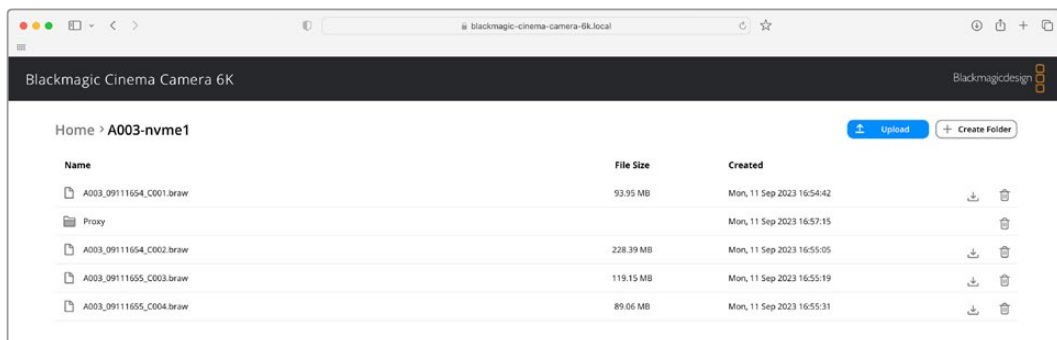 blackmagic-cinema-camera-6k.local
Blackmagic Cinema Camera 6K
Blackmagicdesign
Home > A003-nvme1
Upload
+ Create Folder
Name File Size Created
A003_09111654_C001.braw 93.95 MB Mon, 11 Sep 2023 16:54:42
Proxy Mon, 11 Sep 2023 16:57:15
A003_09111654_C002.braw 228.39 MB Mon, 11 Sep 2023 16:55:05
A003_09111655_C003.braw 119.15 MB Mon, 11 Sep 2023 16:55:19
A003_09111655_C004.braw 89.06 MB Mon, 11 Sep 2023 16:55:31